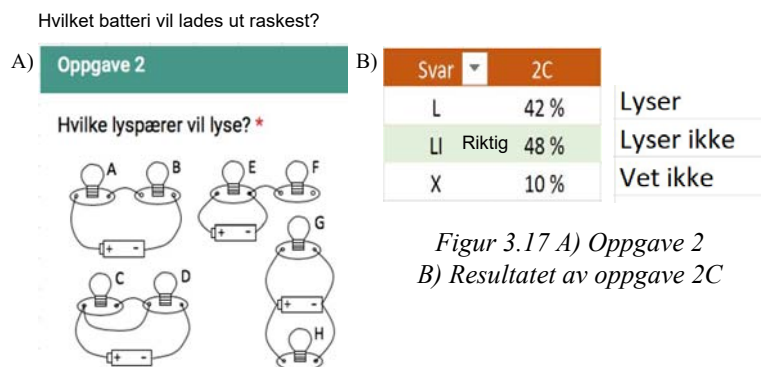 Hvilket batteri vil lades ut raskest?
A)
Oppgave 2
Hvilke lyspærer vil lyse? *
A B E F
+ -
+ -
G
C D
+ -
+ -
H
B)
Svar 2C
L 42 % Lyser
LI Riktig 48 % Lyser ikke
X 10 % Vet ikke
Figur 3.17 A) Oppgave 2
B) Resultatet av oppgave 2C